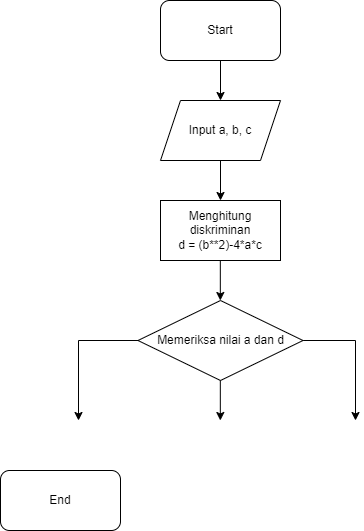 Start
Input a, b, c
Menghitung
diskriminan
d = (b**2)-4*a*c
Memeriksa nilai a dan d
End